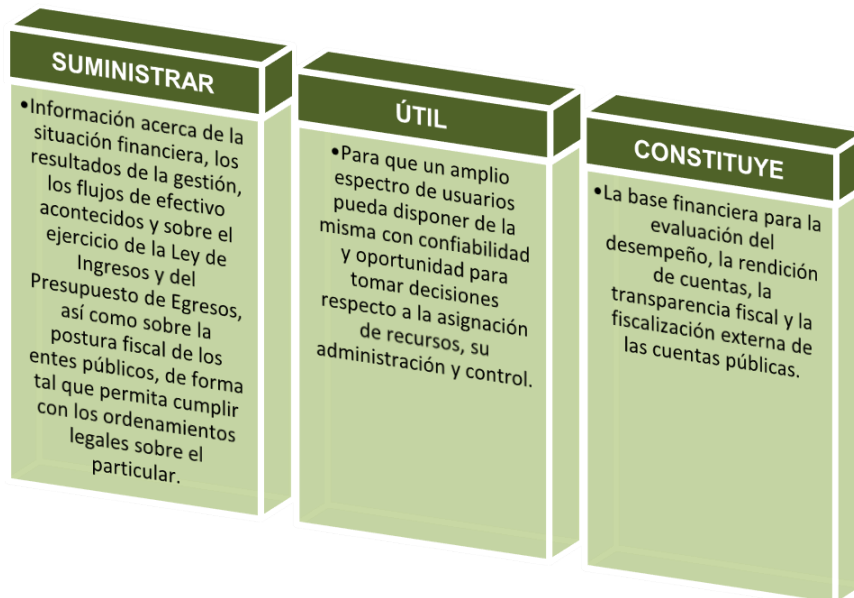 SUMINISTRAR
•Información acerca de la
situación financiera, los
resultados de la gestión,
los flujos de efectivo
acontecidos y sobre el
ejercicio de la Ley de
Ingresos y del
Presupuesto de Egresos,
así como sobre la
postura fiscal de los
entes públicos, de forma
tal que permita cumplir
con los ordenamientos
legales sobre el
particular.
ÚTIL
•Para que un amplio
espectro de usuarios
pueda disponer de la
misma con confiabilidad
y oportunidad para
tomar decisiones
respecto a la asignación
de recursos, su
administración y control.
CONSTITUYE
•La base financiera para la
evaluación del
desempeño, la rendición
de cuentas, la
transparencia fiscal y la
fiscalización externa de
las cuentas públicas.